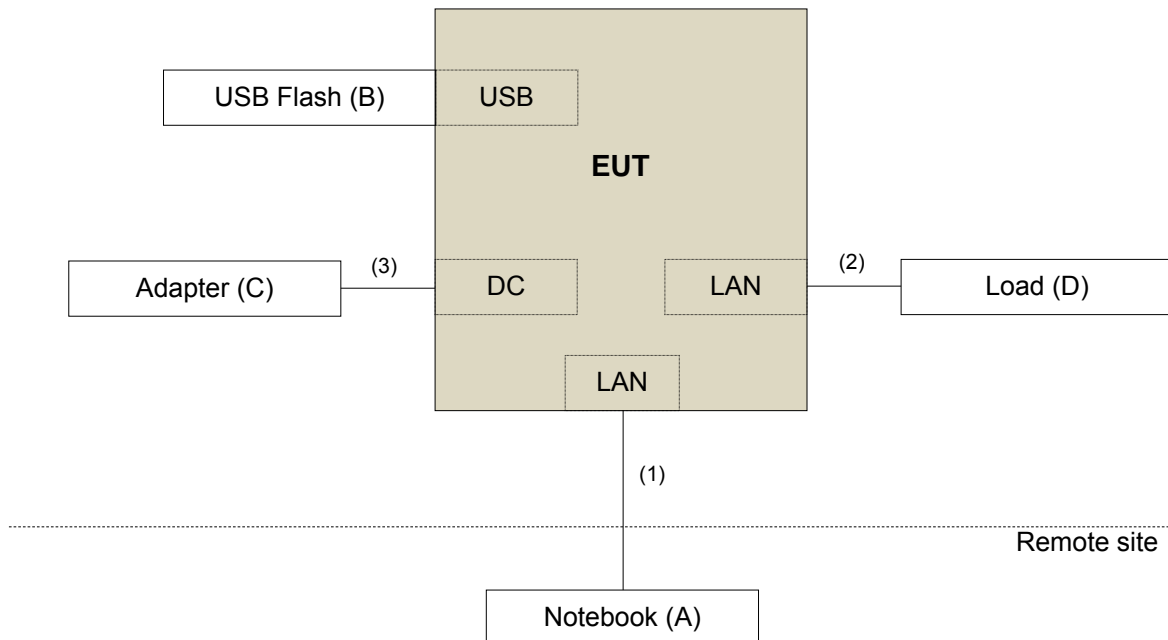 USB Flash (B)
USB
EUT
Adapter (C)
(3)
DC
LAN
(2)
Load (D)
LAN
(1)
Remote site
Notebook (A)